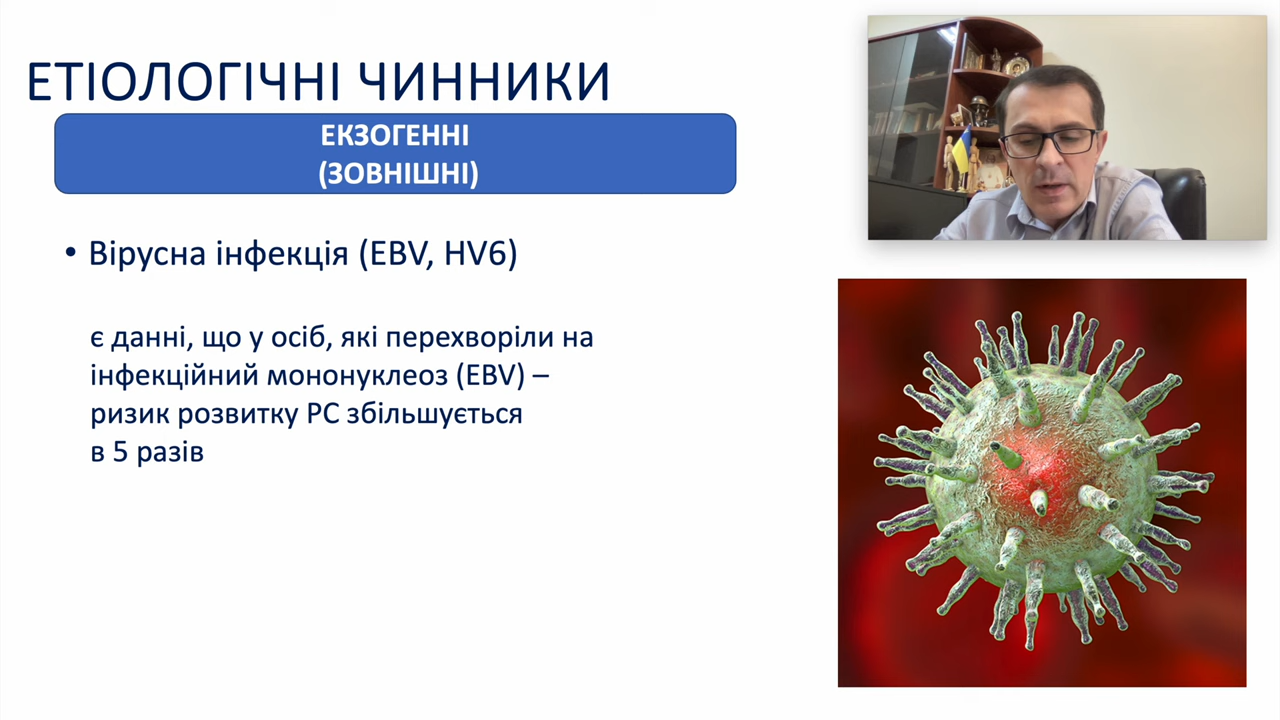 ЕТІОЛОГІЧНІ ЧИННИКИ
ЕКЗОГЕННІ
(ЗОВНІШНІ)
• Вірусна інфекція (EBV, HV6)
є данні, що у осіб, які перехворіли на
інфекційний мононуклеоз (EBV) –
ризик розвитку РС збільшується
в 5 разів